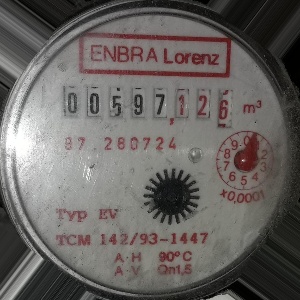 ENBRA Lorenz
00597,126 m³
87 280724
x0,0001
Typ EV
TCM 142/93-1447
A·H 90°C
A·V Qn1,5